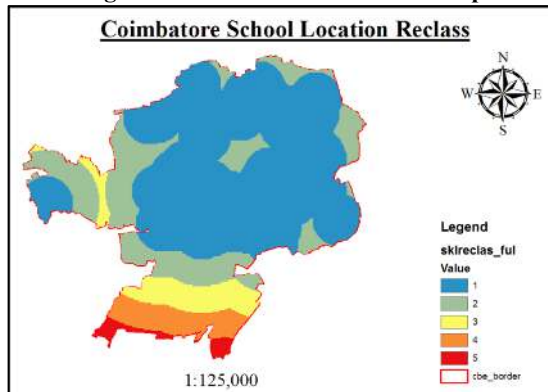 Coimbatore School Location Reclass
N
W E
S
Legend
sklreclas_ful
Value
1
2
3
4
5
cbe_border
1:125,000